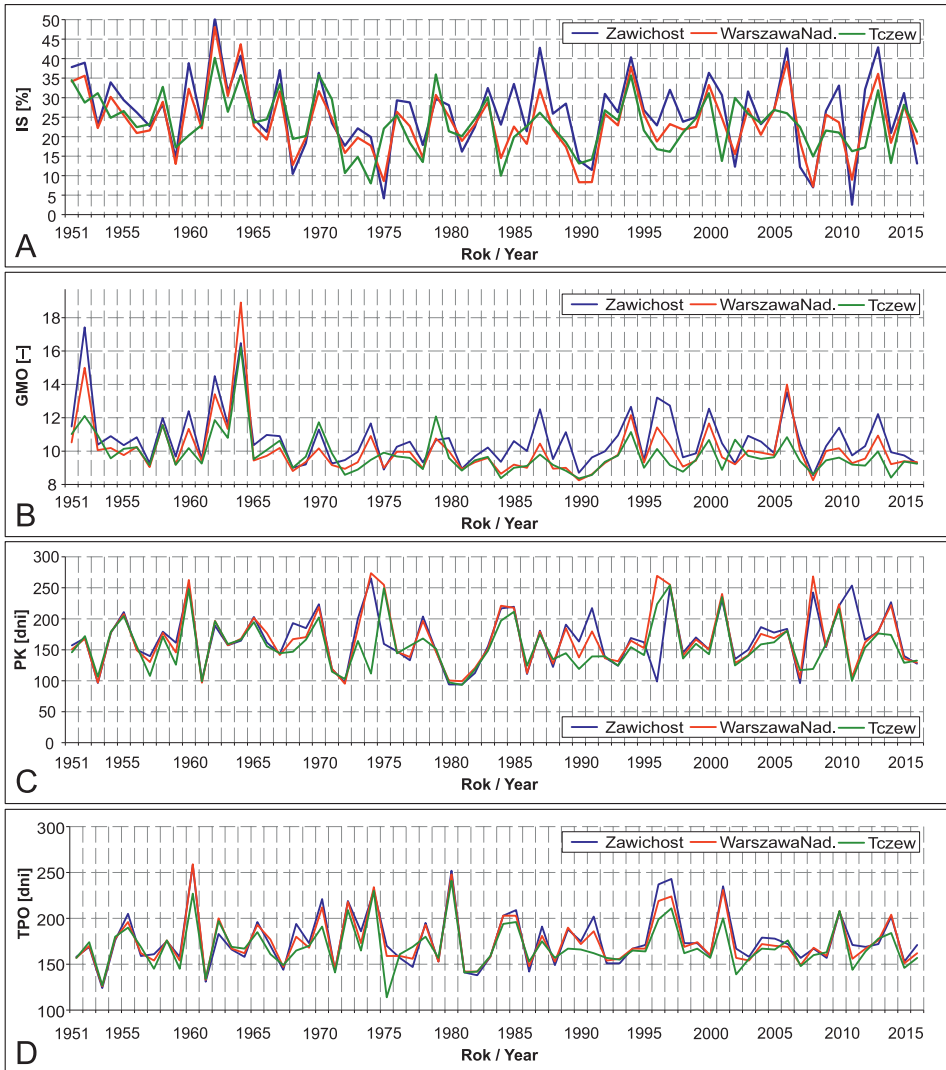 50
45
40
35
30
25
20
15
10
5
0
IS [%]
Zawichost WarszawaNad. Tczew
1951 1955 1960 1965 1970 1975 1980 1985 1990 1995 2000 2005 2010 2015
Rok / Year
A
18
16
14
12
10
8
GMO [–]
Zawichost WarszawaNad. Tczew
1951 1955 1960 1965 1970 1975 1980 1985 1990 1995 2000 2005 2010 2015
Rok / Year
B
300
250
200
150
100
50
0
PK [dni]
Zawichost WarszawaNad. Tczew
1951 1955 1960 1965 1970 1975 1980 1985 1990 1995 2000 2005 2010 2015
Rok / Year
C
300
250
200
150
100
TPO [dni]
Zawichost WarszawaNad. Tczew
1951 1955 1960 1965 1970 1975 1980 1985 1990 1995 2000 2005 2010 2015
Rok / Year
D